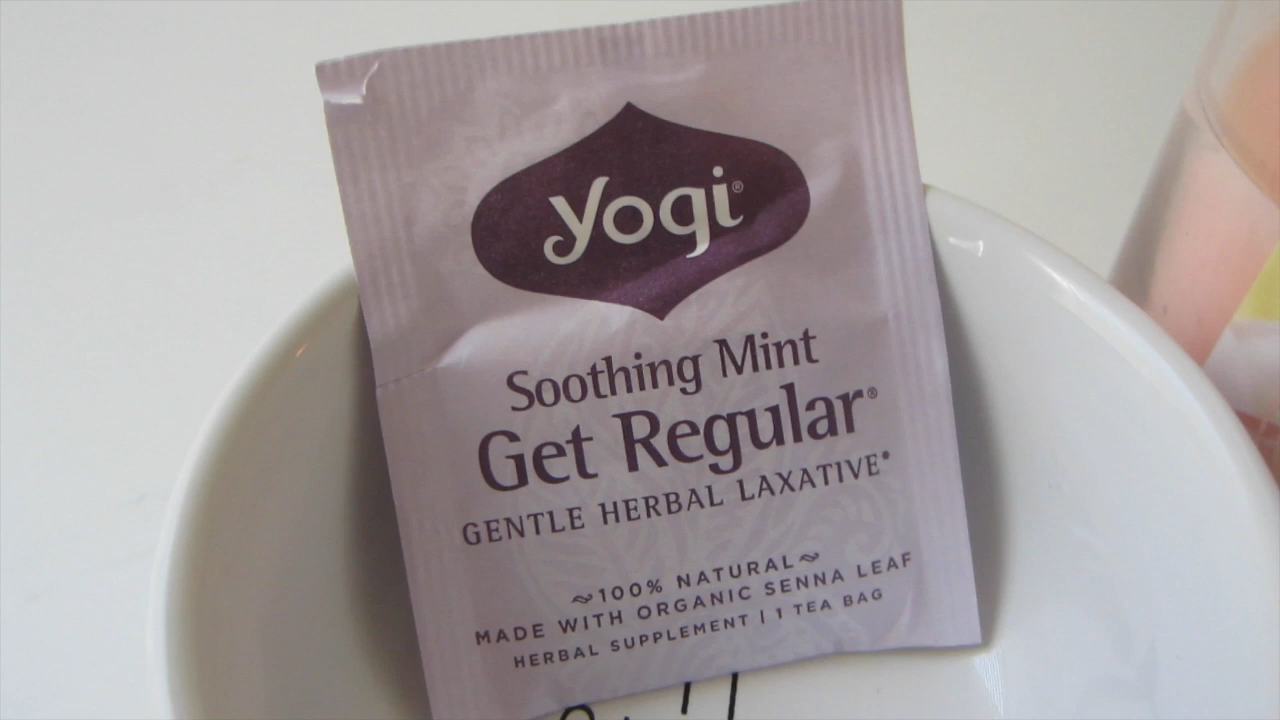 yogi®
Soothing Mint
Get Regular®
GENTLE HERBAL LAXATIVE*
~100% NATURAL~
MADE WITH ORGANIC SENNA LEAF
HERBAL SUPPLEMENT | 1 TEA BAG